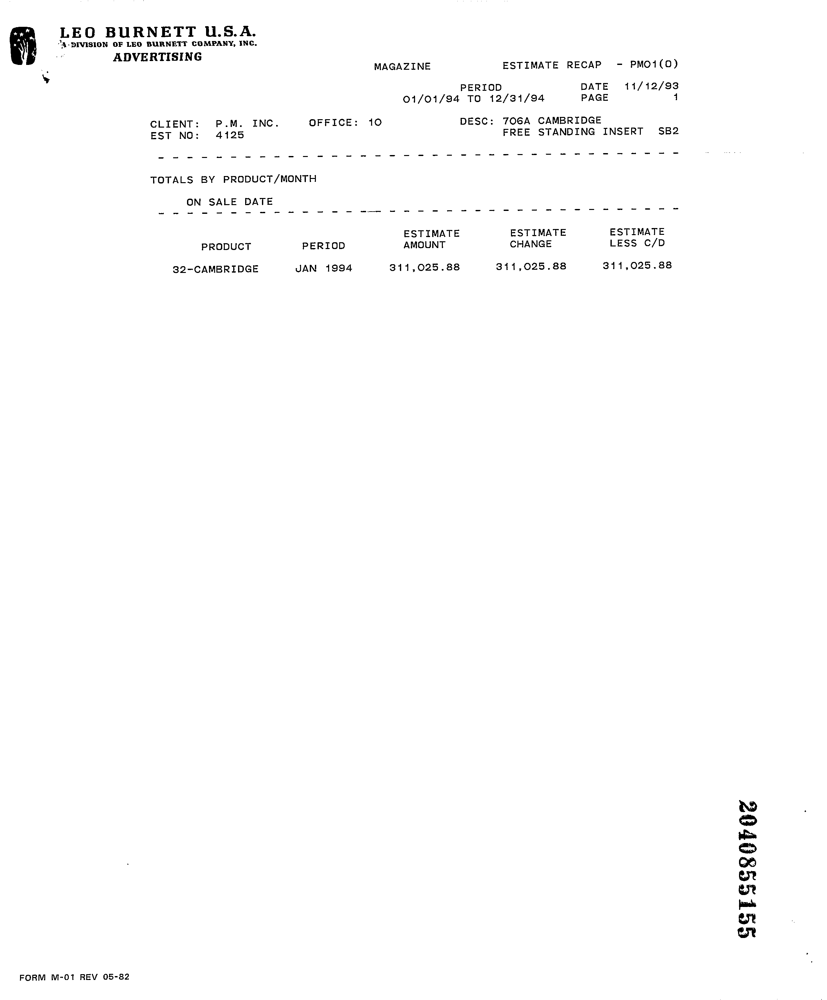 LEO BURNETT U.S.A.
A DIVISION OF LEO BURNETT COMPANY, INC.
ADVERTISING
MAGAZINE ESTIMATE RECAP - PM01(0)
PERIOD DATE 11/12/93
01/01/94 TO 12/31/94 PAGE 1
CLIENT: P.M. INC. OFFICE: 10 DESC: 706A CAMBRIDGE
EST NO: 4125 FREE STANDING INSERT SB2
TOTALS BY PRODUCT/MONTH
ON SALE DATE
ESTIMATE ESTIMATE ESTIMATE
PRODUCT PERIOD AMOUNT CHANGE LESS C/D
32-CAMBRIDGE JAN 1994 311,025.88 311,025.88 311,025.88
2040855155
FORM M-01 REV 05-82